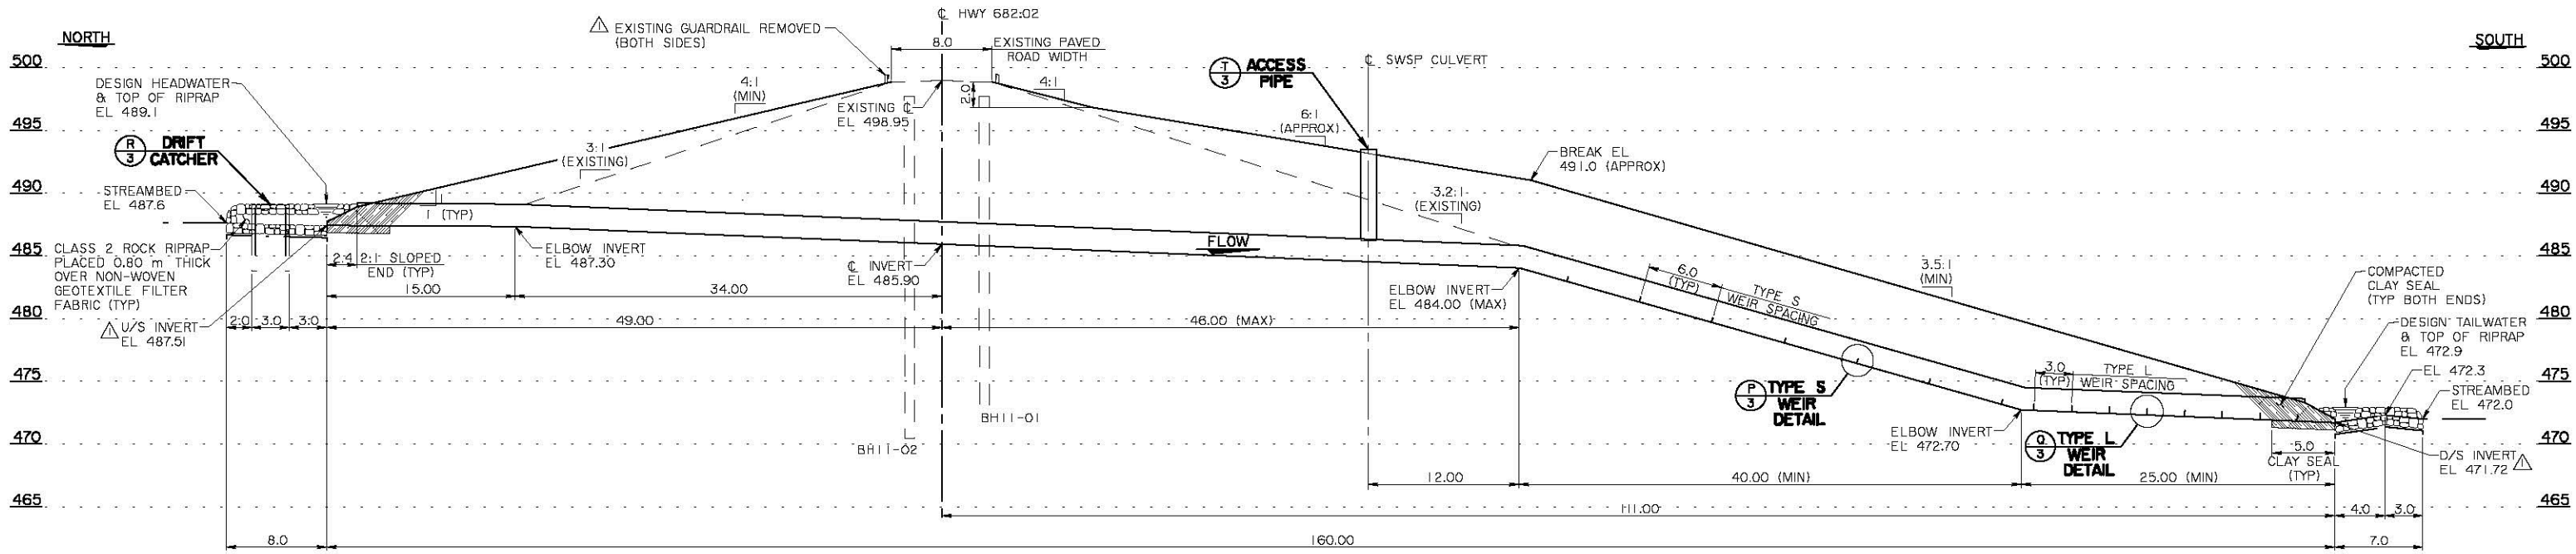 NORTH
SOUTH
500
495
490
485
480
475
470
465
500
495
490
485
480
475
470
465
DESIGN HEADWATER
& TOP OF RIPRAP
EL 489.1
R
3
DRIFT
CATCHER
STREAMBED
EL 487.6
CLASS 2 ROCK RIPRAP
PLACED 0.80 m THICK
OVER NON-WOVEN
GEOTEXTILE FILTER
FABRIC (TYP)
1
U/S INVERT
EL 487.51
2.0
3.0
3.0
8.0
2.4
2:1 SLOPED
END (TYP)
15.00
34.00
49.00
ELBOW INVERT
EL 487.30
1
1 (TYP)
3:1
(EXISTING)
4:1
(MIN)
1
EXISTING GUARDRAIL REMOVED
(BOTH SIDES)
℄ HWY 682:02
8.0
EXISTING PAVED
ROAD WIDTH
EXISTING ℄
EL 498.95
2.0
4:1
℄ INVERT
EL 485.90
BH11-02
BH11-01
T
3
ACCESS
PIPE
℄ SWSP CULVERT
6:1
(APPROX)
BREAK EL
491.0 (APPROX)
3.2:1
(EXISTING)
FLOW
46.00 (MAX)
ELBOW INVERT
EL 484.00 (MAX)
6.0
(TYP)
TYPE S
WEIR SPACING
3.5:1
(MIN)
P
3
TYPE S
WEIR
DETAIL
3.0
(TYP)
TYPE L
WEIR SPACING
ELBOW INVERT
EL 472.70
Q
3
TYPE L
WEIR
DETAIL
COMPACTED
CLAY SEAL
(TYP BOTH ENDS)
DESIGN TAILWATER
& TOP OF RIPRAP
EL 472.9
EL 472.3
STREAMBED
EL 472.0
5.0
CLAY SEAL
(TYP)
D/S INVERT
EL 471.72
1
12.00
40.00 (MIN)
25.00 (MIN)
111.00
4.0
3.0
160.00
7.0